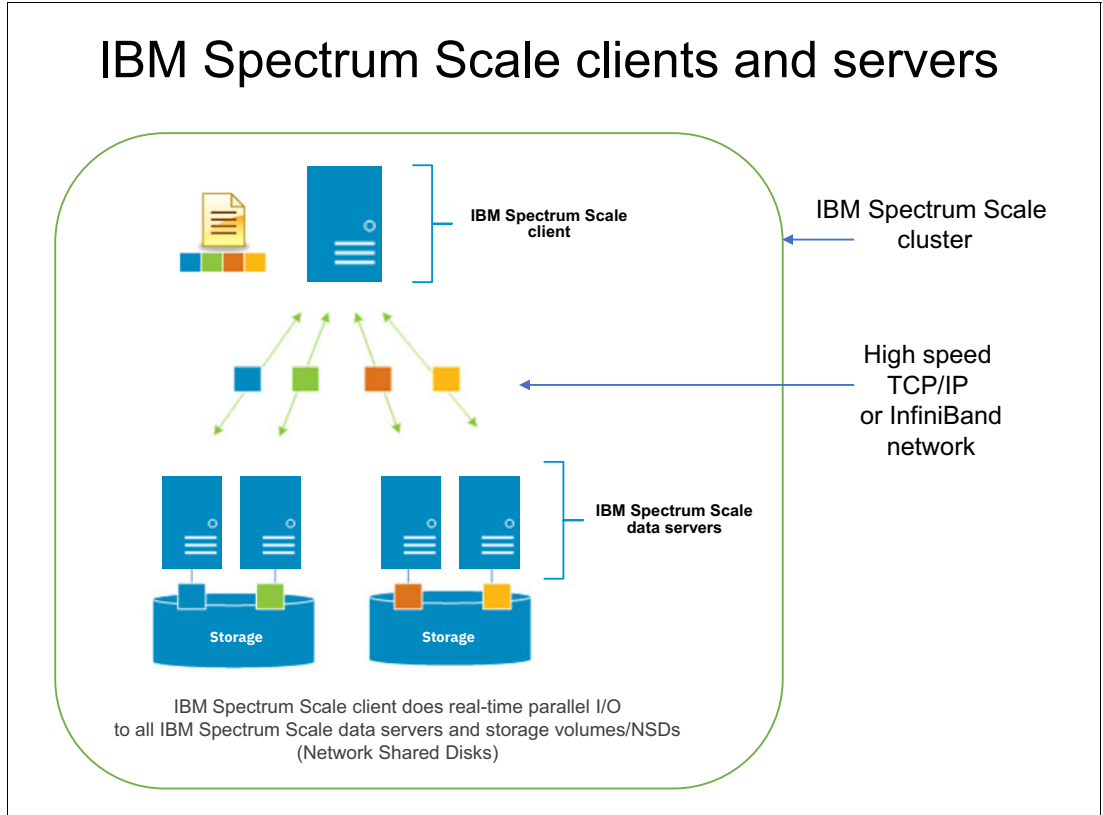 IBM Spectrum Scale clients and servers
IBM Spectrum Scale
client
IBM Spectrum Scale
cluster
High speed
TCP/IP
or InfiniBand
network
IBM Spectrum Scale
data servers
Storage
Storage
IBM Spectrum Scale client does real-time parallel I/O
to all IBM Spectrum Scale data servers and storage volumes/NSDs
(Network Shared Disks)